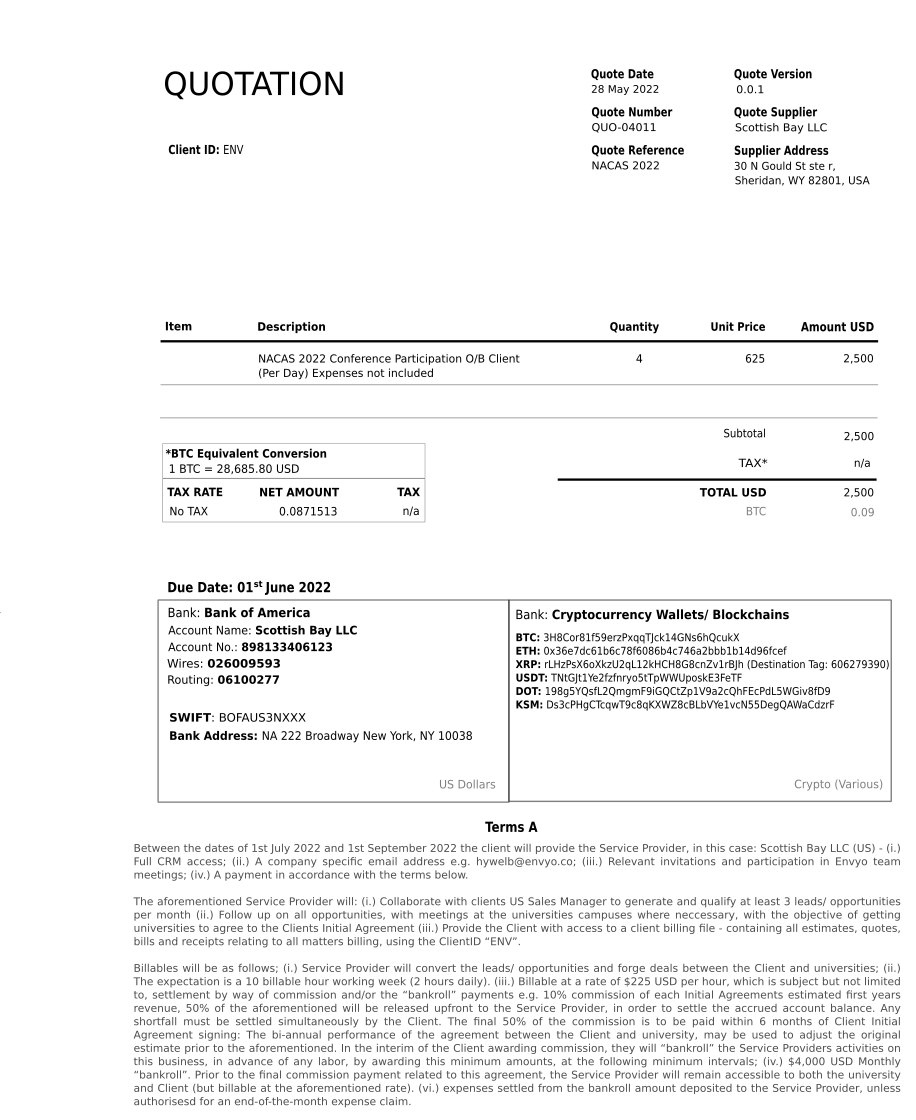 QUOTATION
Client ID: ENV
Quote Date
28 May 2022
Quote Number
QUO-04011
Quote Reference
NACAS 2022
Quote Version
0.0.1
Quote Supplier
Scottish Bay LLC
Supplier Address
30 N Gould St ste r,
Sheridan, WY 82801, USA
Item Description Quantity Unit Price Amount USD
NACAS 2022 Conference Participation O/B Client 4 625 2,500
(Per Day) Expenses not included
Subtotal 2,500
TAX* n/a
TOTAL USD 2,500
BTC 0.09
*BTC Equivalent Conversion
1 BTC = 28,685.80 USD
TAX RATE NET AMOUNT TAX
No TAX 0.0871513 n/a
Due Date: 01st June 2022
Bank: Bank of America
Account Name: Scottish Bay LLC
Account No.: 898133406123
Wires: 026009593
Routing: 06100277
SWIFT: BOFAUS3NXXX
Bank Address: NA 222 Broadway New York, NY 10038
US Dollars
Bank: Cryptocurrency Wallets/ Blockchains
BTC: 3H8Cor81f59erzPxqqTJck14GNs6hQcukX
ETH: 0x36e7dc61b6c78f6086b4c746a2bbb1b14d96fcef
XRP: rLHzPsX6oXkzU2qL12kHCH8G8cnZv1rBJh (Destination Tag: 606279390)
USDT: TNtGJt1Ye2fzfnryo5tTpWWUposkE3FeTF
DOT: 198g5YQsfL2QmgmF9iGQCtZp1V9a2cQhFEcPdL5WGiv8fD9
KSM: Ds3cPHgCTcqwT9c8qKXWZ8cBLbVYe1vcN55DegQAWaCdzrF
Crypto (Various)
Terms A
Between the dates of 1st July 2022 and 1st September 2022 the client will provide the Service Provider, in this case: Scottish Bay LLC (US) - (i.)
Full CRM access; (ii.) A company specific email address e.g. hywelb@envyo.co; (iii.) Relevant invitations and participation in Envyo team
meetings; (iv.) A payment in accordance with the terms below.
The aforementioned Service Provider will: (i.) Collaborate with clients US Sales Manager to generate and qualify at least 3 leads/ opportunities
per month (ii.) Follow up on all opportunities, with meetings at the universities campuses where neccessary, with the objective of getting
universities to agree to the Clients Initial Agreement (iii.) Provide the Client with access to a client billing file - containing all estimates, quotes,
bills and receipts relating to all matters billing, using the ClientID “ENV”.
Billables will be as follows; (i.) Service Provider will convert the leads/ opportunities and forge deals between the Client and universities; (ii.)
The expectation is a 10 billable hour working week (2 hours daily). (iii.) Billable at a rate of $225 USD per hour, which is subject but not limited
to, settlement by way of commission and/or the “bankroll” payments e.g. 10% commission of each Initial Agreements estimated first years
revenue, 50% of the aforementioned will be released upfront to the Service Provider, in order to settle the accrued account balance. Any
shortfall must be settled simultaneously by the Client. The final 50% of the commission is to be paid within 6 months of Client Initial
Agreement signing: The bi-annual performance of the agreement between the Client and university, may be used to adjust the original
estimate prior to the aforementioned. In the interim of the Client awarding commission, they will “bankroll” the Service Providers activities on
this business, in advance of any labor, by awarding this minimum amounts, at the following minimum intervals; (iv.) $4,000 USD Monthly
“bankroll”. Prior to the final commission payment related to this agreement, the Service Provider will remain accessible to both the university
and Client (but billable at the aforementioned rate). (vi.) expenses settled from the bankroll amount deposited to the Service Provider, unless
authorisesd for an end-of-the-month expense claim.